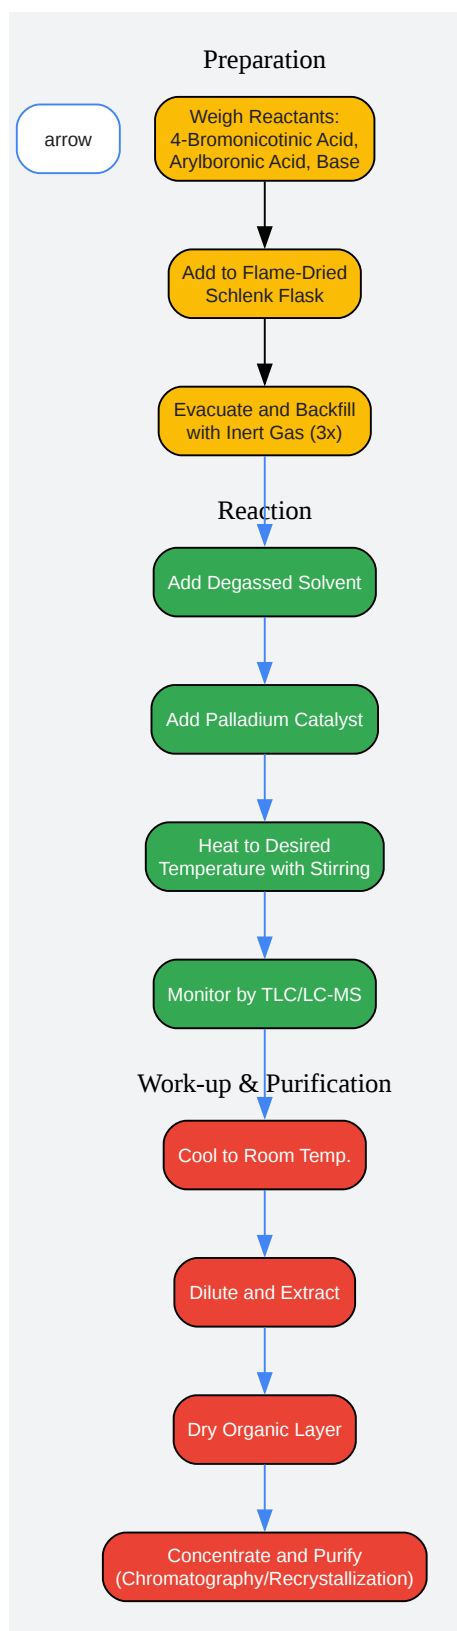 Preparation
arrow
Weigh Reactants:
4-Bromonicotinic Acid,
Arylboronic Acid, Base
Add to Flame-Dried
Schlenk Flask
Evacuate and Backfill
with Inert Gas (3x)
Reaction
Add Degassed Solvent
Add Palladium Catalyst
Heat to Desired
Temperature with Stirring
Monitor by TLC/LC-MS
Work-up & Purification
Cool to Room Temp.
Dilute and Extract
Dry Organic Layer
Concentrate and Purify
(Chromatography/Recrystallization)